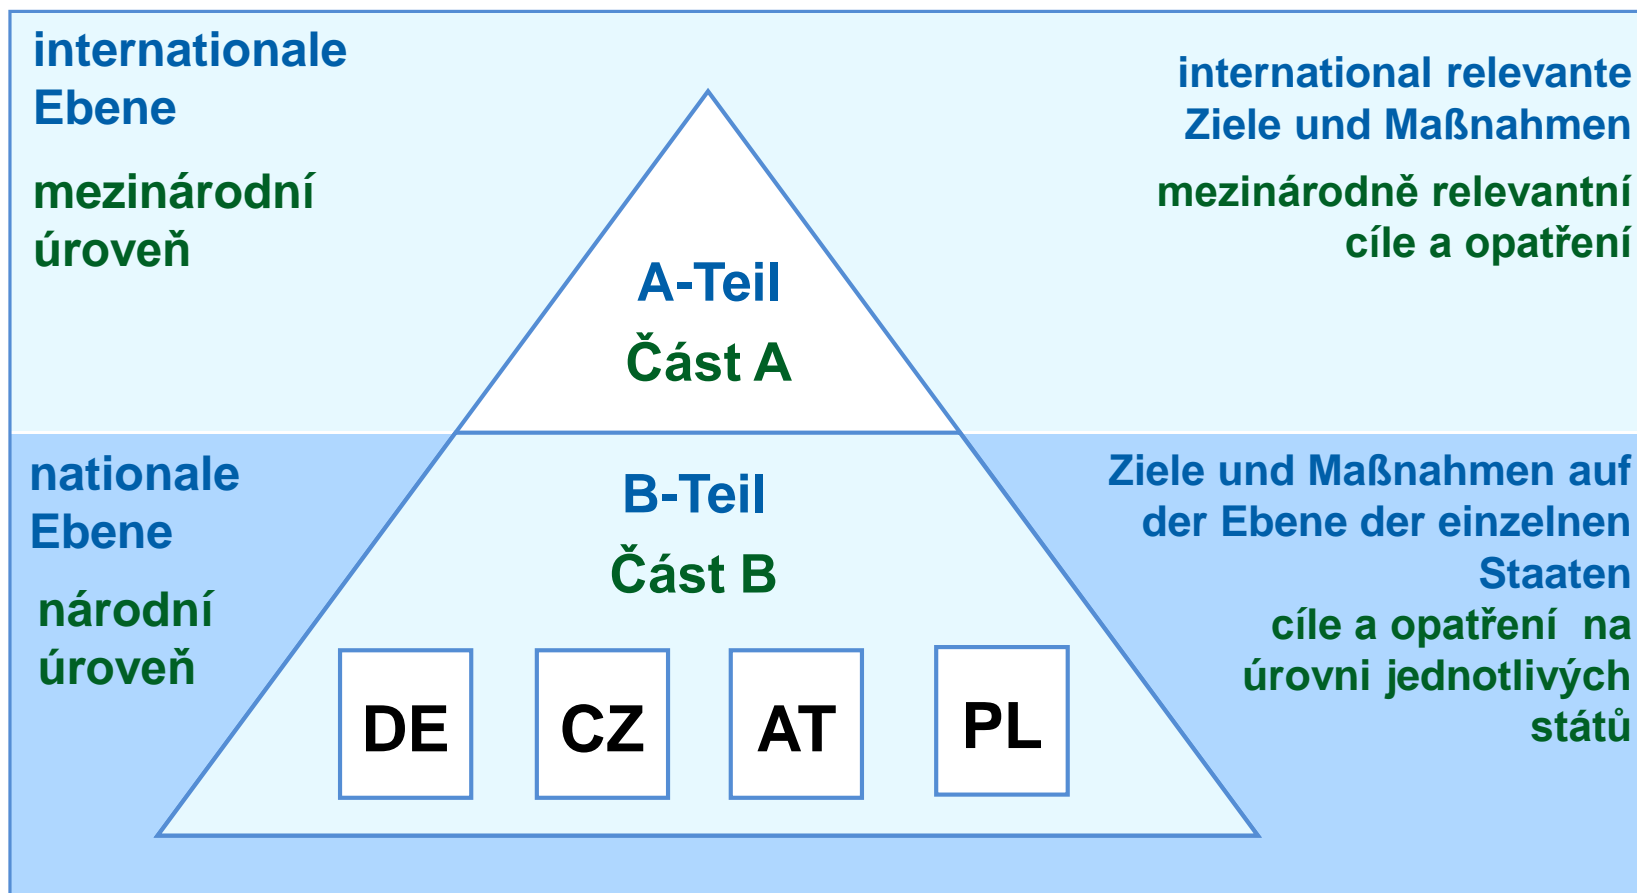 internationale
Ebene
mezinárodní
úroveň
international relevante
Ziele und Maßnahmen
mezinárodně relevantní
cíle a opatření
A-Teil
Část A
nationale
Ebene
národní
úroveň
B-Teil
Část B
Ziele und Maßnahmen auf
der Ebene der einzelnen
Staaten
cíle a opatření  na
úrovni jednotlivých
států
DE
CZ
AT
PL